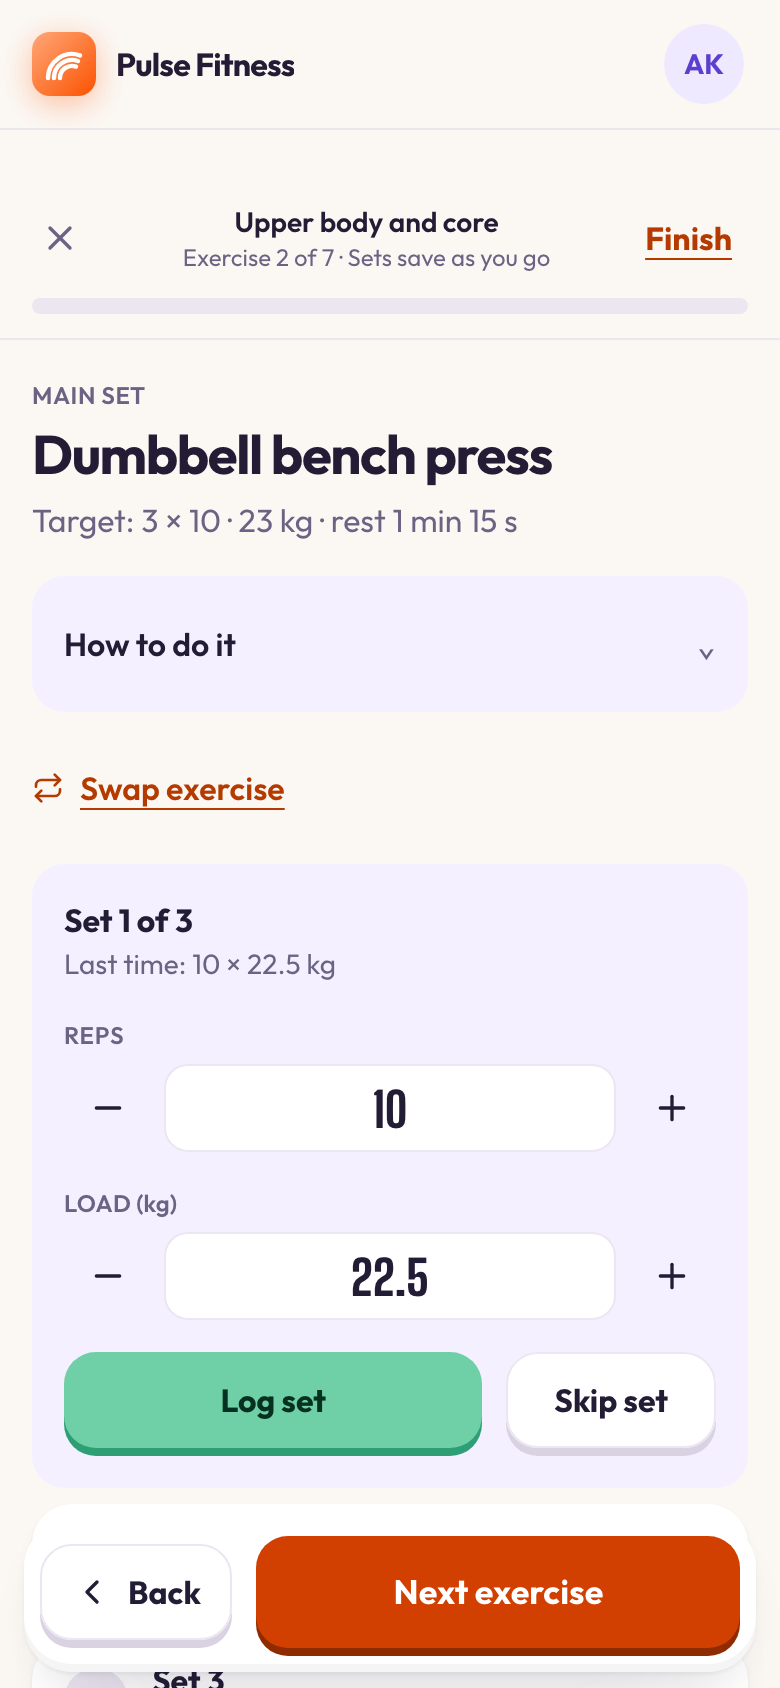 Pulse Fitness
AK
Upper body and core
Exercise 2 of 7 · Sets save as you go
Finish
MAIN SET
Dumbbell bench press
Target: 3 × 10 · 23 kg · rest 1 min 15 s
How to do it
Swap exercise
Set 1 of 3
Last time: 10 × 22.5 kg
REPS
− 10 +
LOAD (kg)
− 22.5 +
Log set
Skip set
Back
Next exercise
Set 3